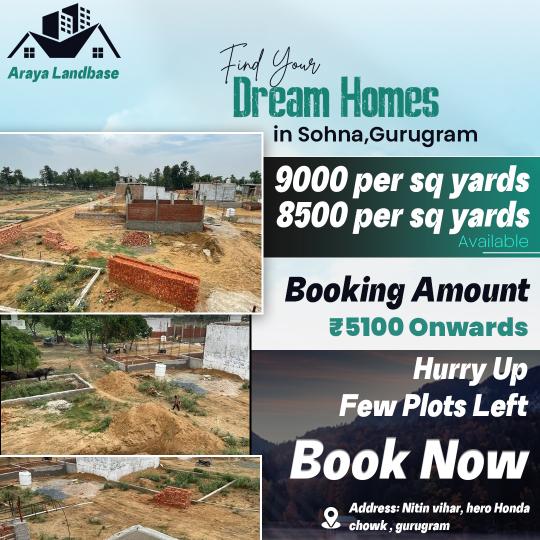 Araya Landbase
Find Your
Dream Homes
in Sohna,Gurugram
9000 per sq yards
8500 per sq yards
Available
Booking Amount
₹5100 Onwards
Hurry Up
Few Plots Left
Book Now
Address: Nitin vihar, hero Honda
chowk , gurugram